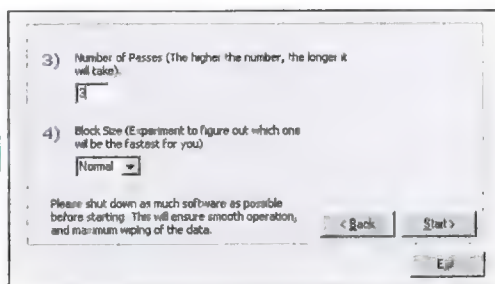 3) Number of Passes (The higher the number, the longer it
will take).
3
4) Block Size (Experiment to figure out which one
will be the fastest for you)
Normal
Please shut down as much software as possible
before starting. This will ensure smooth operation,
and maximum wiping of the data.
< Back
Start >